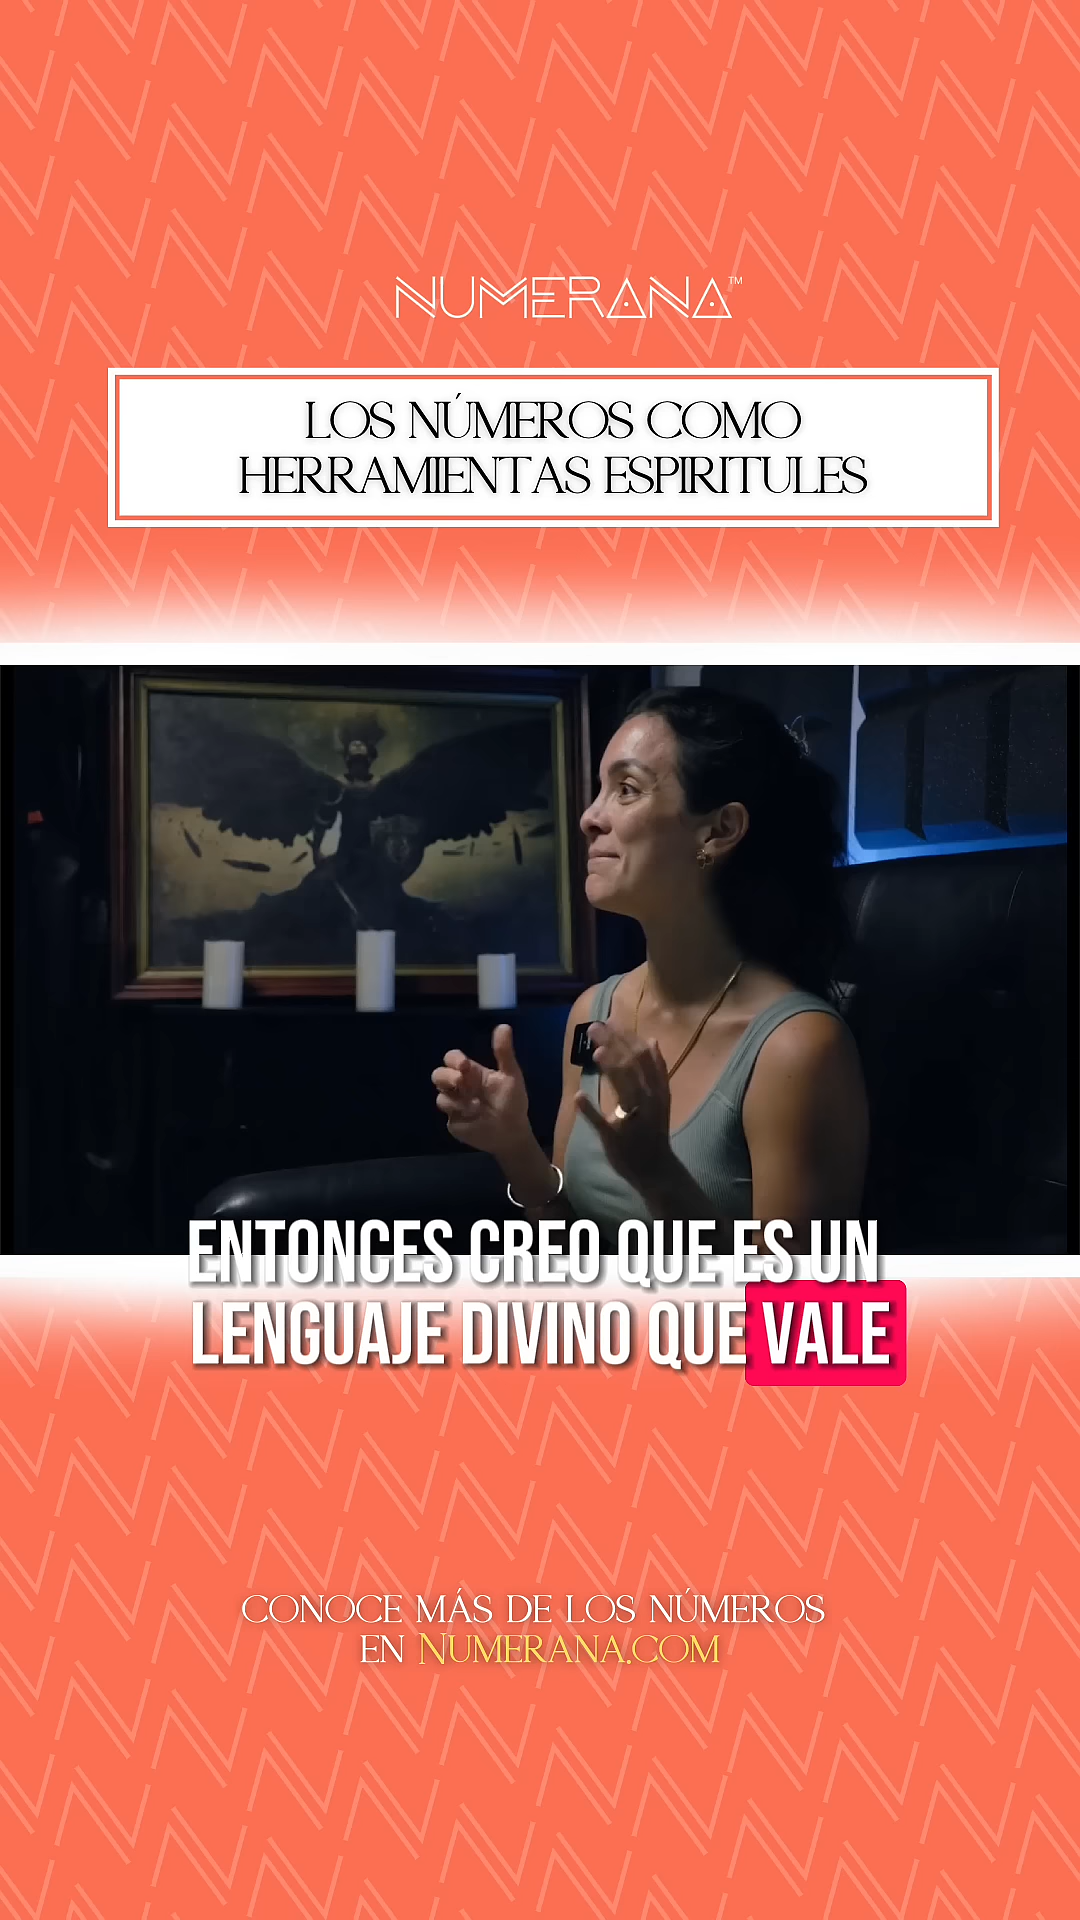 NUMERANA™
LOS NÚMEROS COMO
HERRAMIENTAS ESPIRITULES
ENTONCES CREO QUE ES UN
LENGUAJE DIVINO QUE VALE
CONOCE MÁS DE LOS NÚMEROS
EN NUMERANA.COM